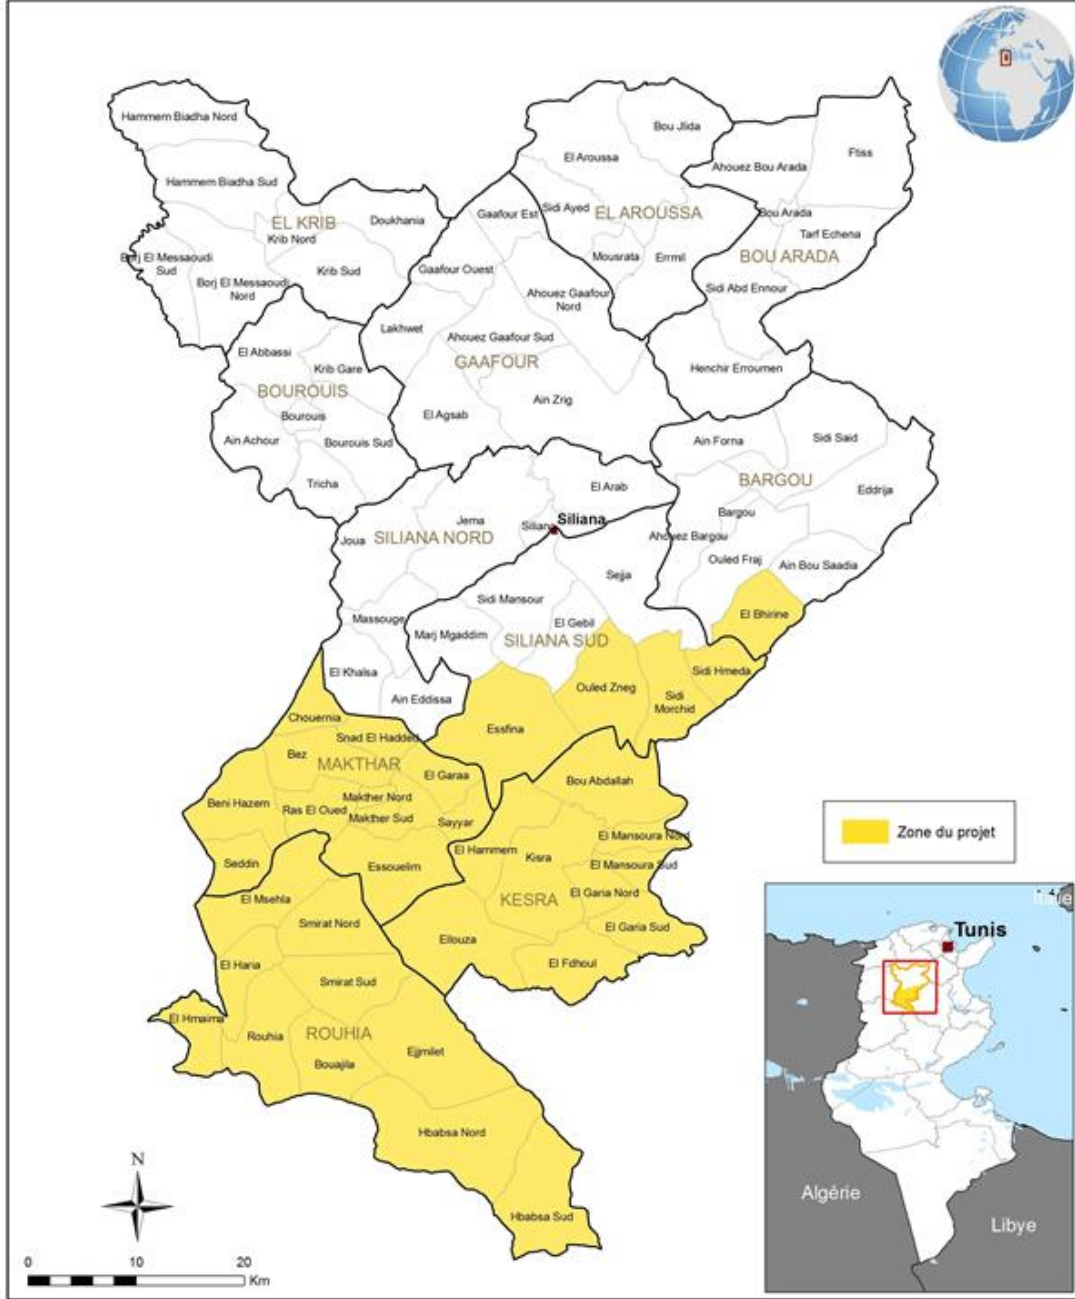 Hammem Biadha Nord
Bou Jlida
Ftiss
El Aroussa
Ahouez Bou Arada
Hammem Biadha Sud
Sidi Ayed
EL AROUSSA
Bou Arada
Gaafour Est
Doukhania
EL KRIB
Krib Nord
Tarf Echena
Borj El Messaoudi
Sud
Mousrata
Errmil
BOU ARADA
Krib Sud
Gaafour Ouest
Borj El Messaoudi
Nord
Sidi Abd Ennour
Ahouez Gaafour
Nord
Lakhwet
Ahouez Gaafour Sud
El Abbassi
GAAFOUR
Krib Gare
Henchir Erroumen
BOUROUIS
Ain Zrig
Bourouis
El Agsab
Ain Achour
Bourouis Sud
Ain Forna
Sidi Said
Tricha
BARGOU
El Arab
Eddrija
Bargou
Jema
Siliana
Siliana
Joua
SILIANA NORD
Ahouez Bargou
Ouled Fraj
Ain Bou Saadia
Sejja
Sidi Mansour
El Bhirine
Massouge
El Gebil
Marj Mgaddim
SILIANA SUD
El Khalsa
Sidi Hmeda
Ouled Zneg
Ain Eddissa
Sidi
Morchid
Chouernia
Essfina
Snad El Hadded
Bez
MAKTHAR
El Garaa
Bou Abdallah
Beni Hazem
Makther Nord
Ras El Oued
Makther Sud
Sayyar
Zone du projet
El Mansoura Nord
El Hammem
Kisra
Seddin
Essouelim
El Mansoura Sud
El Garia Nord
El Msehla
KESRA
Smirat Nord
El Garia Sud
Ellouza
El Haria
El Fdhoul
Smirat Sud
El Hmaima
Rouhia
ROUHIA
Ejjmilet
Bouajila
Hbabsa Nord
Hbabsa Sud
Italie
Tunis
Algérie
Libye
N
0
10
20
Km